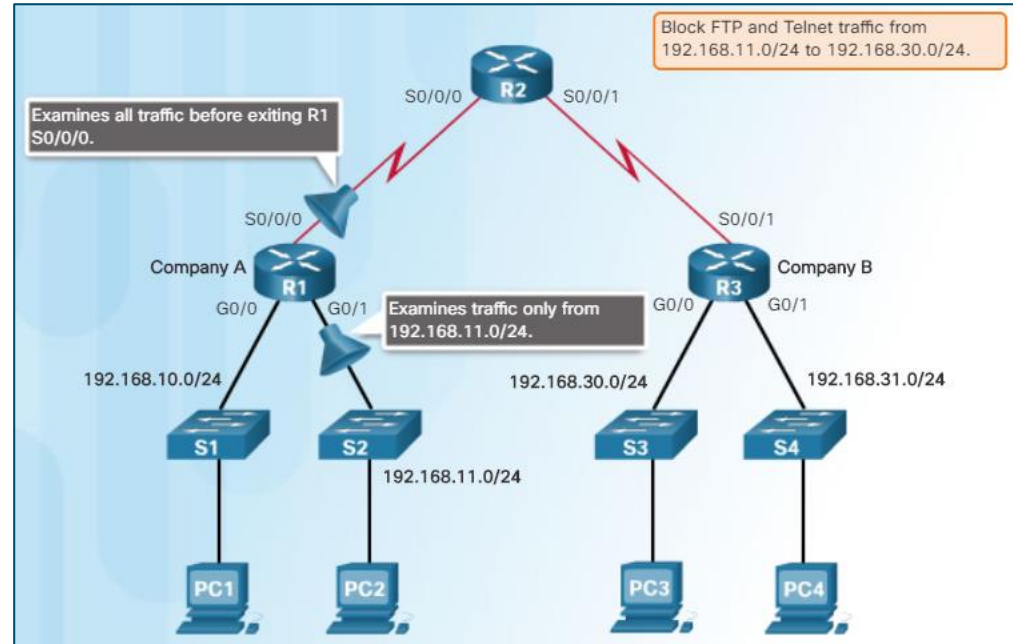 Block FTP and Telnet traffic from
192.168.11.0/24 to 192.168.30.0/24.
R2
S0/0/0
S0/0/1
Examines all traffic before exiting R1
S0/0/0.
S0/0/0
S0/0/1
Company A
R1
R3
Company B
G0/0
G0/1
Examines traffic only from
192.168.11.0/24.
G0/0
G0/1
192.168.10.0/24
192.168.30.0/24
192.168.31.0/24
S1
S2
S3
S4
192.168.11.0/24
PC1
PC2
PC3
PC4